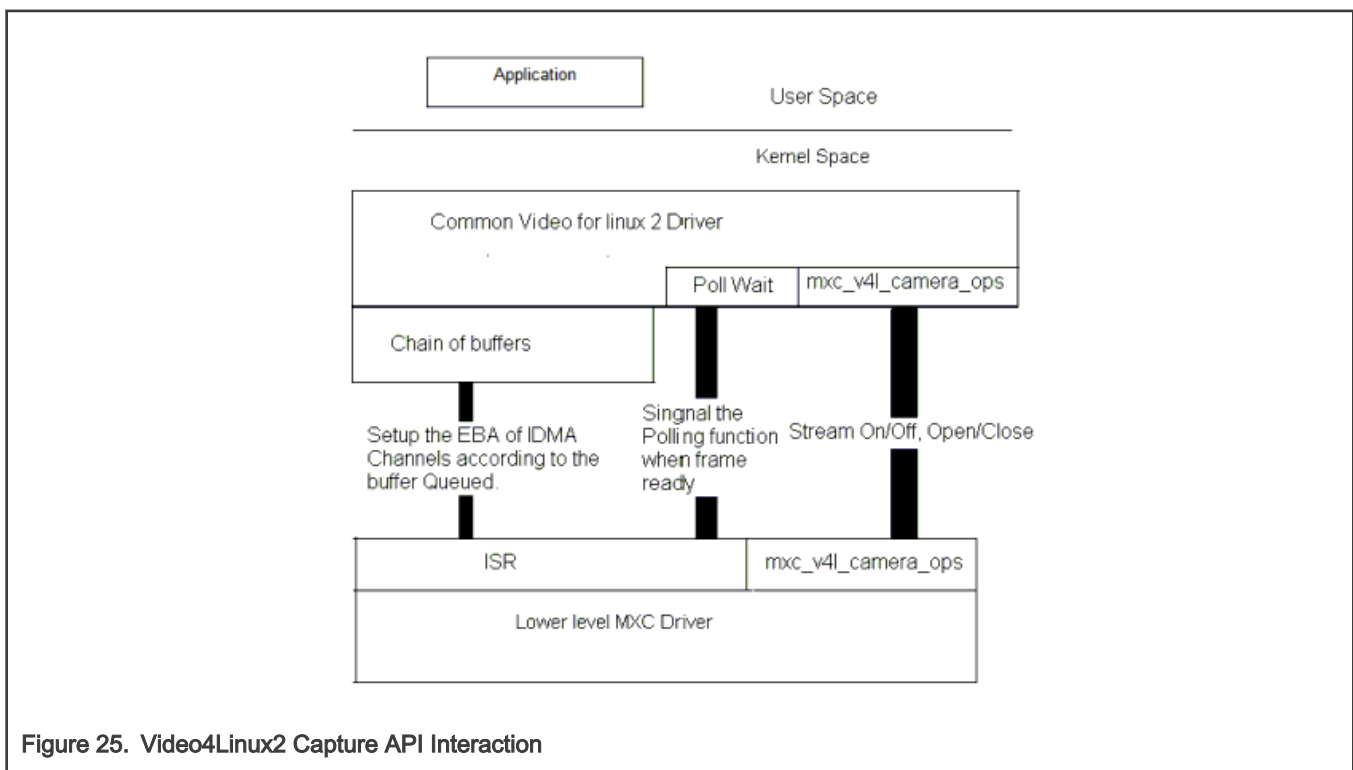 Application
User Space
Kernel Space
Common Video for linux 2 Driver
Poll Wait
mxc_v4l_camera_ops
Chain of buffers
Setup the EBA of IDMA
Channels according to the
buffer Queued.
Singnal the
Polling function
when frame
ready
Stream On/Off, Open/Close
ISR
mxc_v4l_camera_ops
Lower level MXC Driver
Figure 25. Video4Linux2 Capture API Interaction